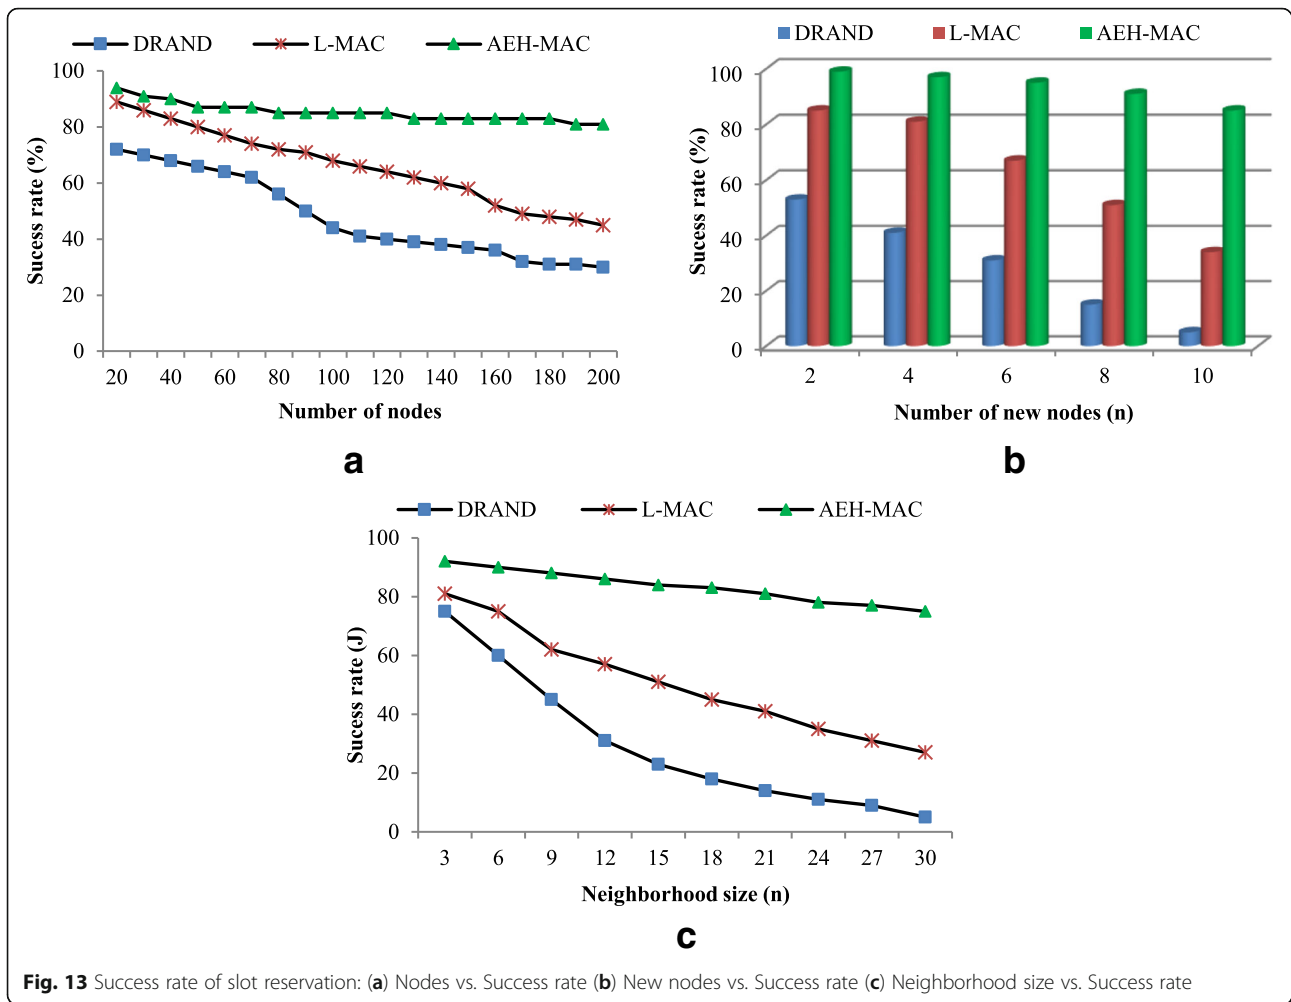 DRAND L-MAC AEH-MAC
100
80
60
40
20
0
Sucess rate (%)
20 40 60 80 100 120 140 160 180 200
Number of nodes
a
DRAND L-MAC AEH-MAC
100
80
60
40
20
0
Sucess rate (%)
2 4 6 8 10
Number of new nodes (n)
b
DRAND L-MAC AEH-MAC
100
80
60
40
20
0
Sucess rate (J)
3 6 9 12 15 18 21 24 27 30
Neighborhood size (n)
c
Fig. 13 Success rate of slot reservation: (a) Nodes vs. Success rate (b) New nodes vs. Success rate (c) Neighborhood size vs. Success rate